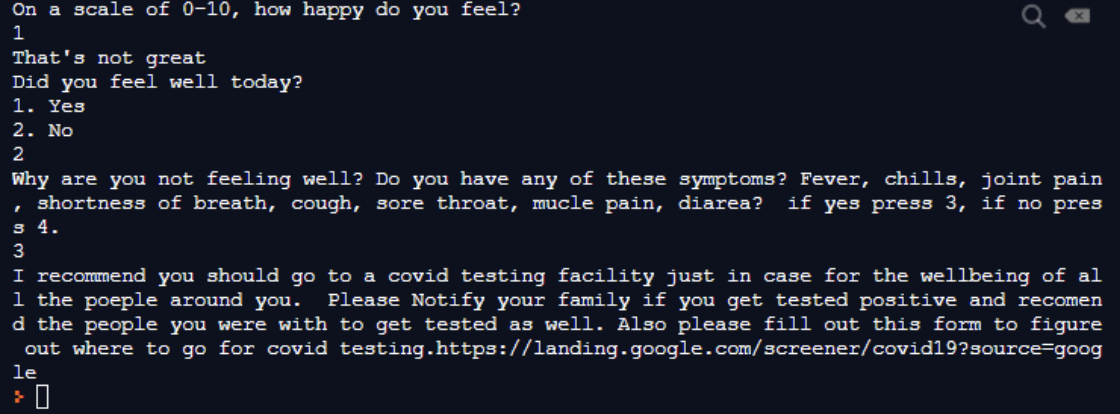 On a scale of 0-10, how happy do you feel?
1
That's not great
Did you feel well today?
1. Yes
2. No
2
Why are you not feeling well? Do you have any of these symptoms? Fever, chills, joint pain
, shortness of breath, cough, sore throat, mucle pain, diarea?  if yes press 3, if no pres
s 4.
3
I recommend you should go to a covid testing facility just in case for the wellbeing of al
l the poeple around you.  Please Notify your family if you get tested positive and recomen
d the people you were with to get tested as well. Also please fill out this form to figure
 out where to go for covid testing.https://landing.google.com/screener/covid19?source=goog
le